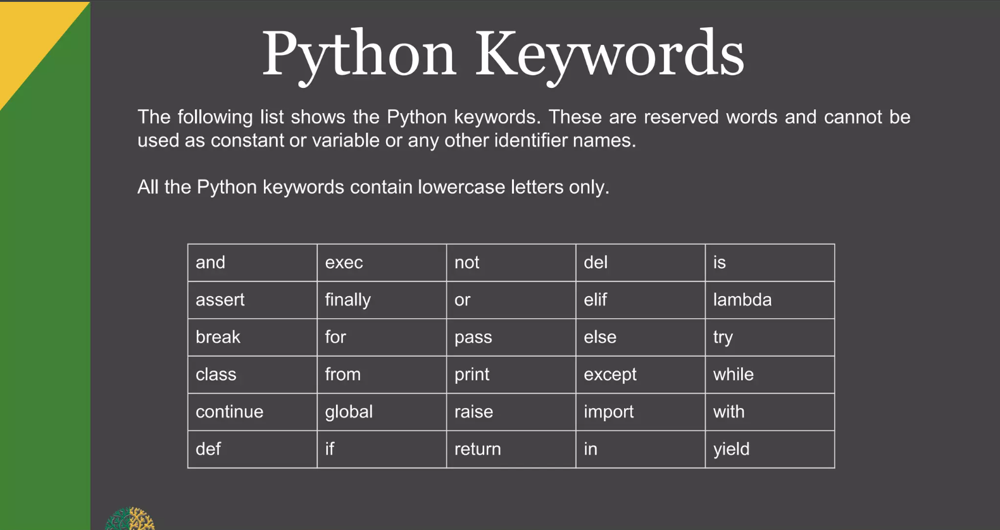 Python Keywords
The following list shows the Python keywords. These are reserved words and cannot be
used as constant or variable or any other identifier names.
All the Python keywords contain lowercase letters only.
and exec not del is
assert finally or elif lambda
break for pass else try
class from print except while
continue global raise import with
def if return in yield